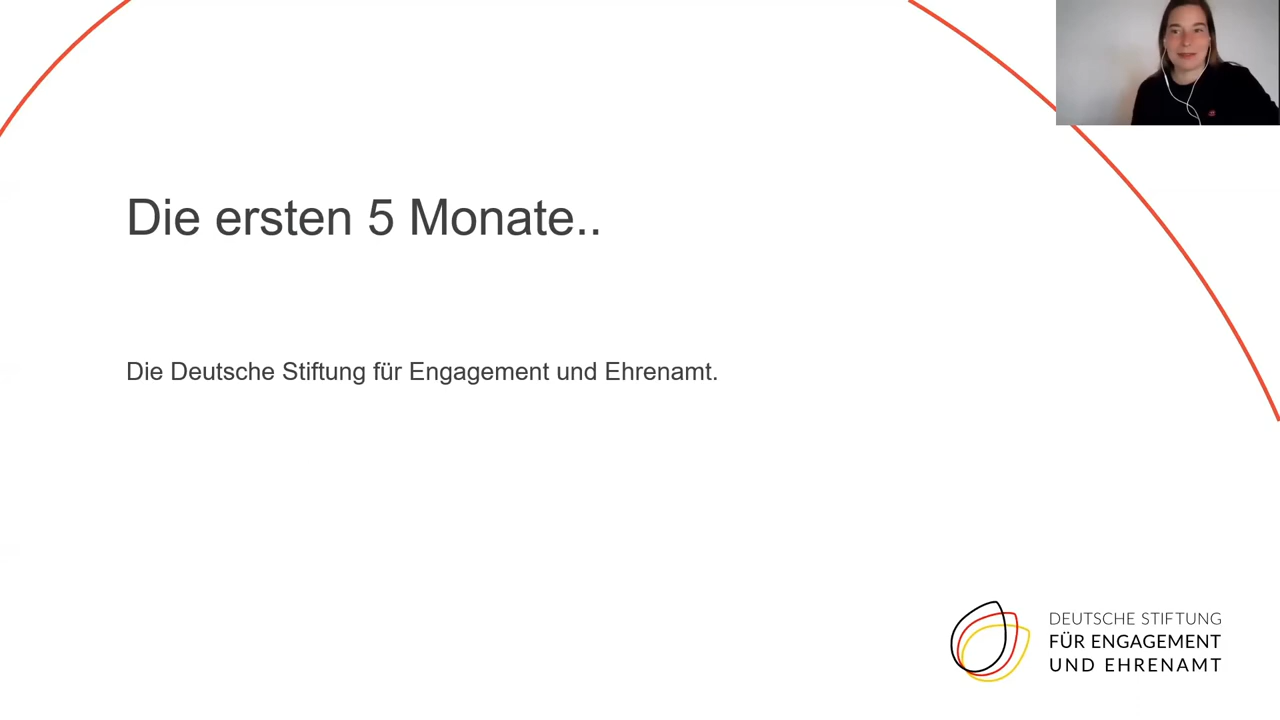 Die ersten 5 Monate..
Die Deutsche Stiftung für Engagement und Ehrenamt.
DEUTSCHE STIFTUNG
FÜR ENGAGEMENT
UND EHRENAMT